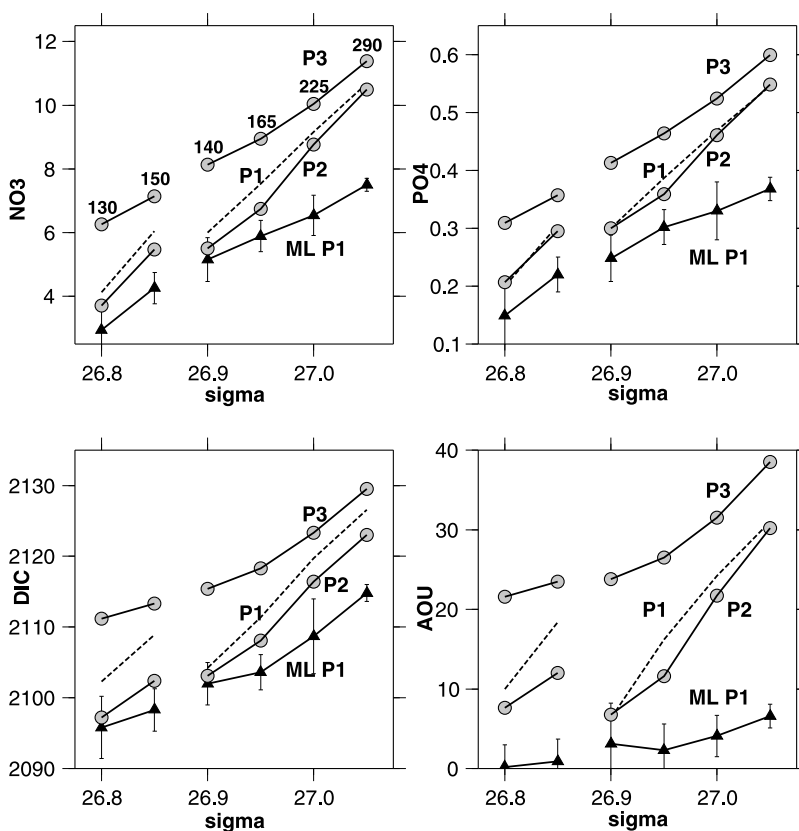 12
10
8
6
4
NO3
P3
290
225
165
140
150
130
P1
P2
ML P1
26.8
26.9
27.0
sigma
0.6
0.5
0.4
0.3
0.2
0.1
PO4
P3
P1
P2
ML P1
26.8
26.9
27.0
sigma
2130
2120
2110
2100
2090
DIC
P3
P1
P2
ML P1
26.8
26.9
27.0
sigma
40
30
20
10
0
AOU
P3
P1
P2
ML P1
26.8
26.9
27.0
sigma